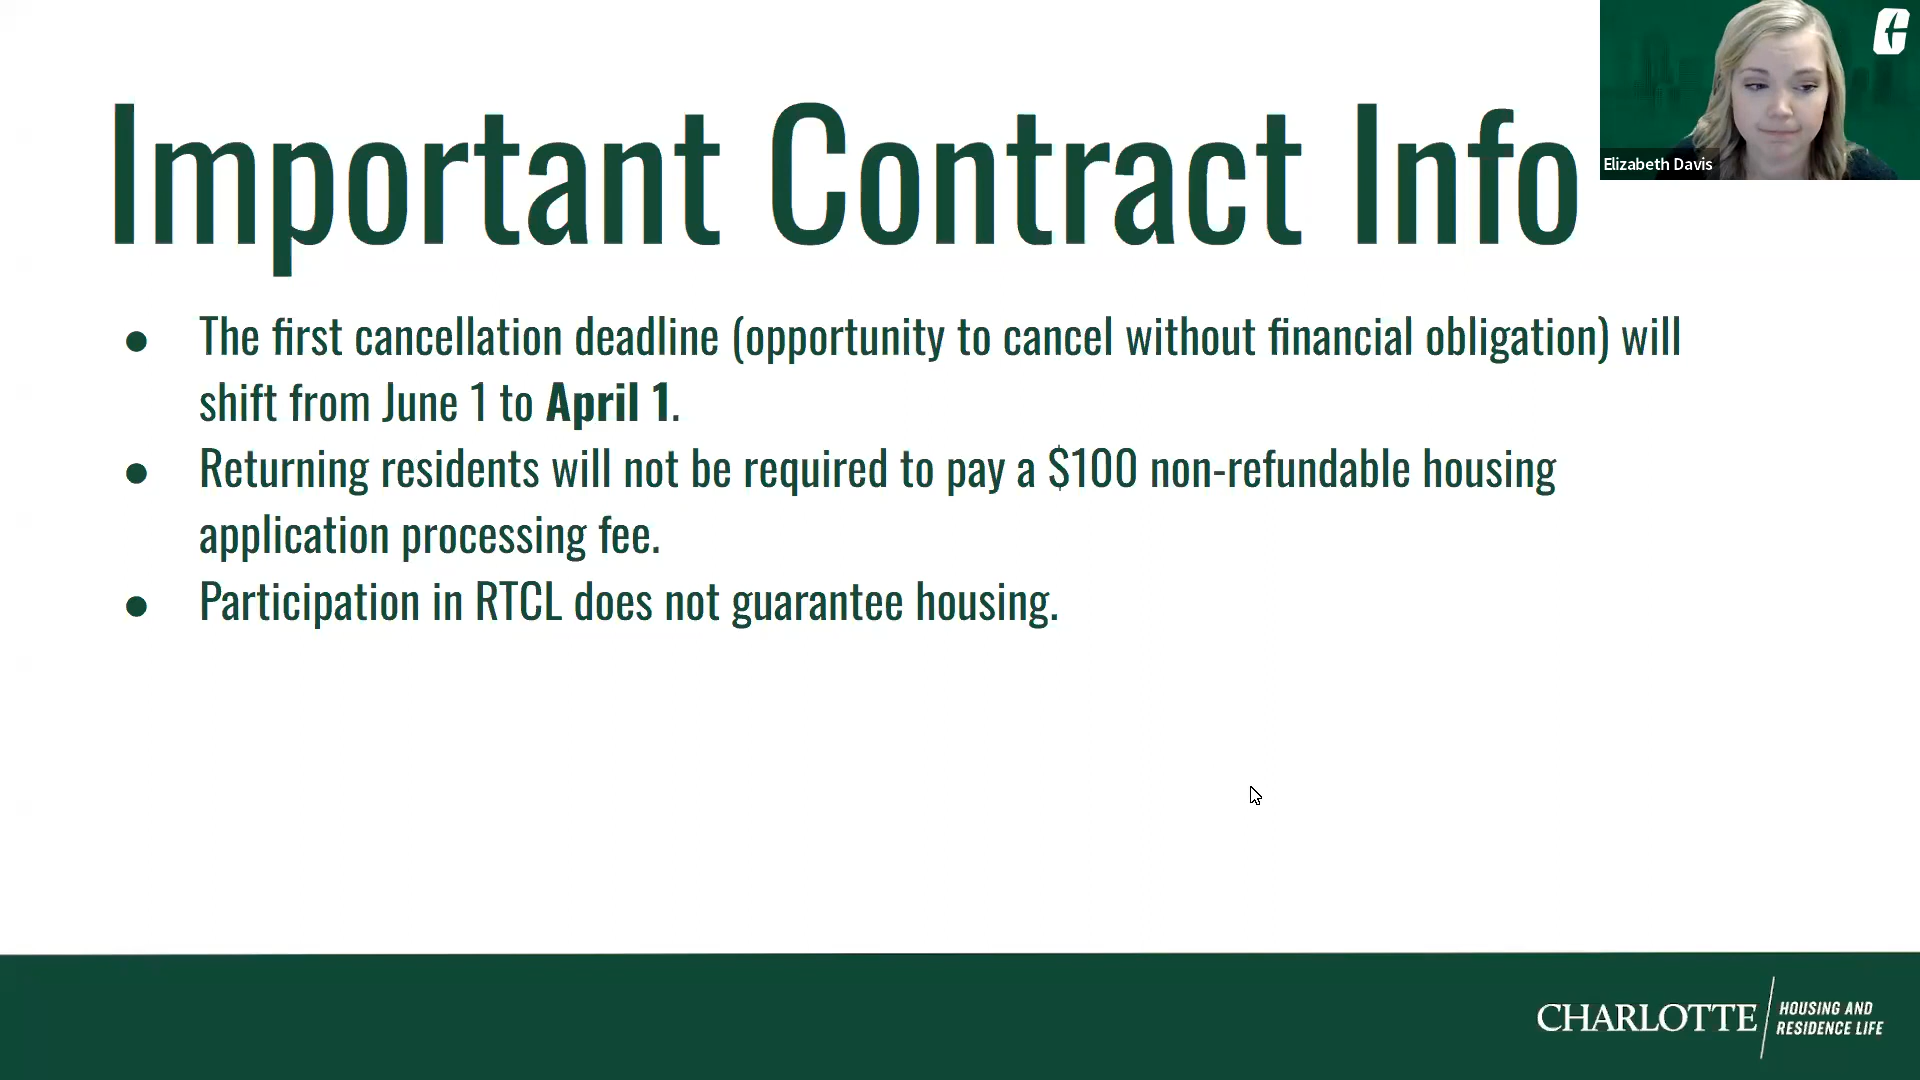 Important Contract Info
Elizabeth Davis
● The first cancellation deadline (opportunity to cancel without financial obligation) will
shift from June 1 to April 1.
● Returning residents will not be required to pay a $100 non-refundable housing
application processing fee.
● Participation in RTCL does not guarantee housing.
CHARLOTTE
HOUSING AND
RESIDENCE LIFE